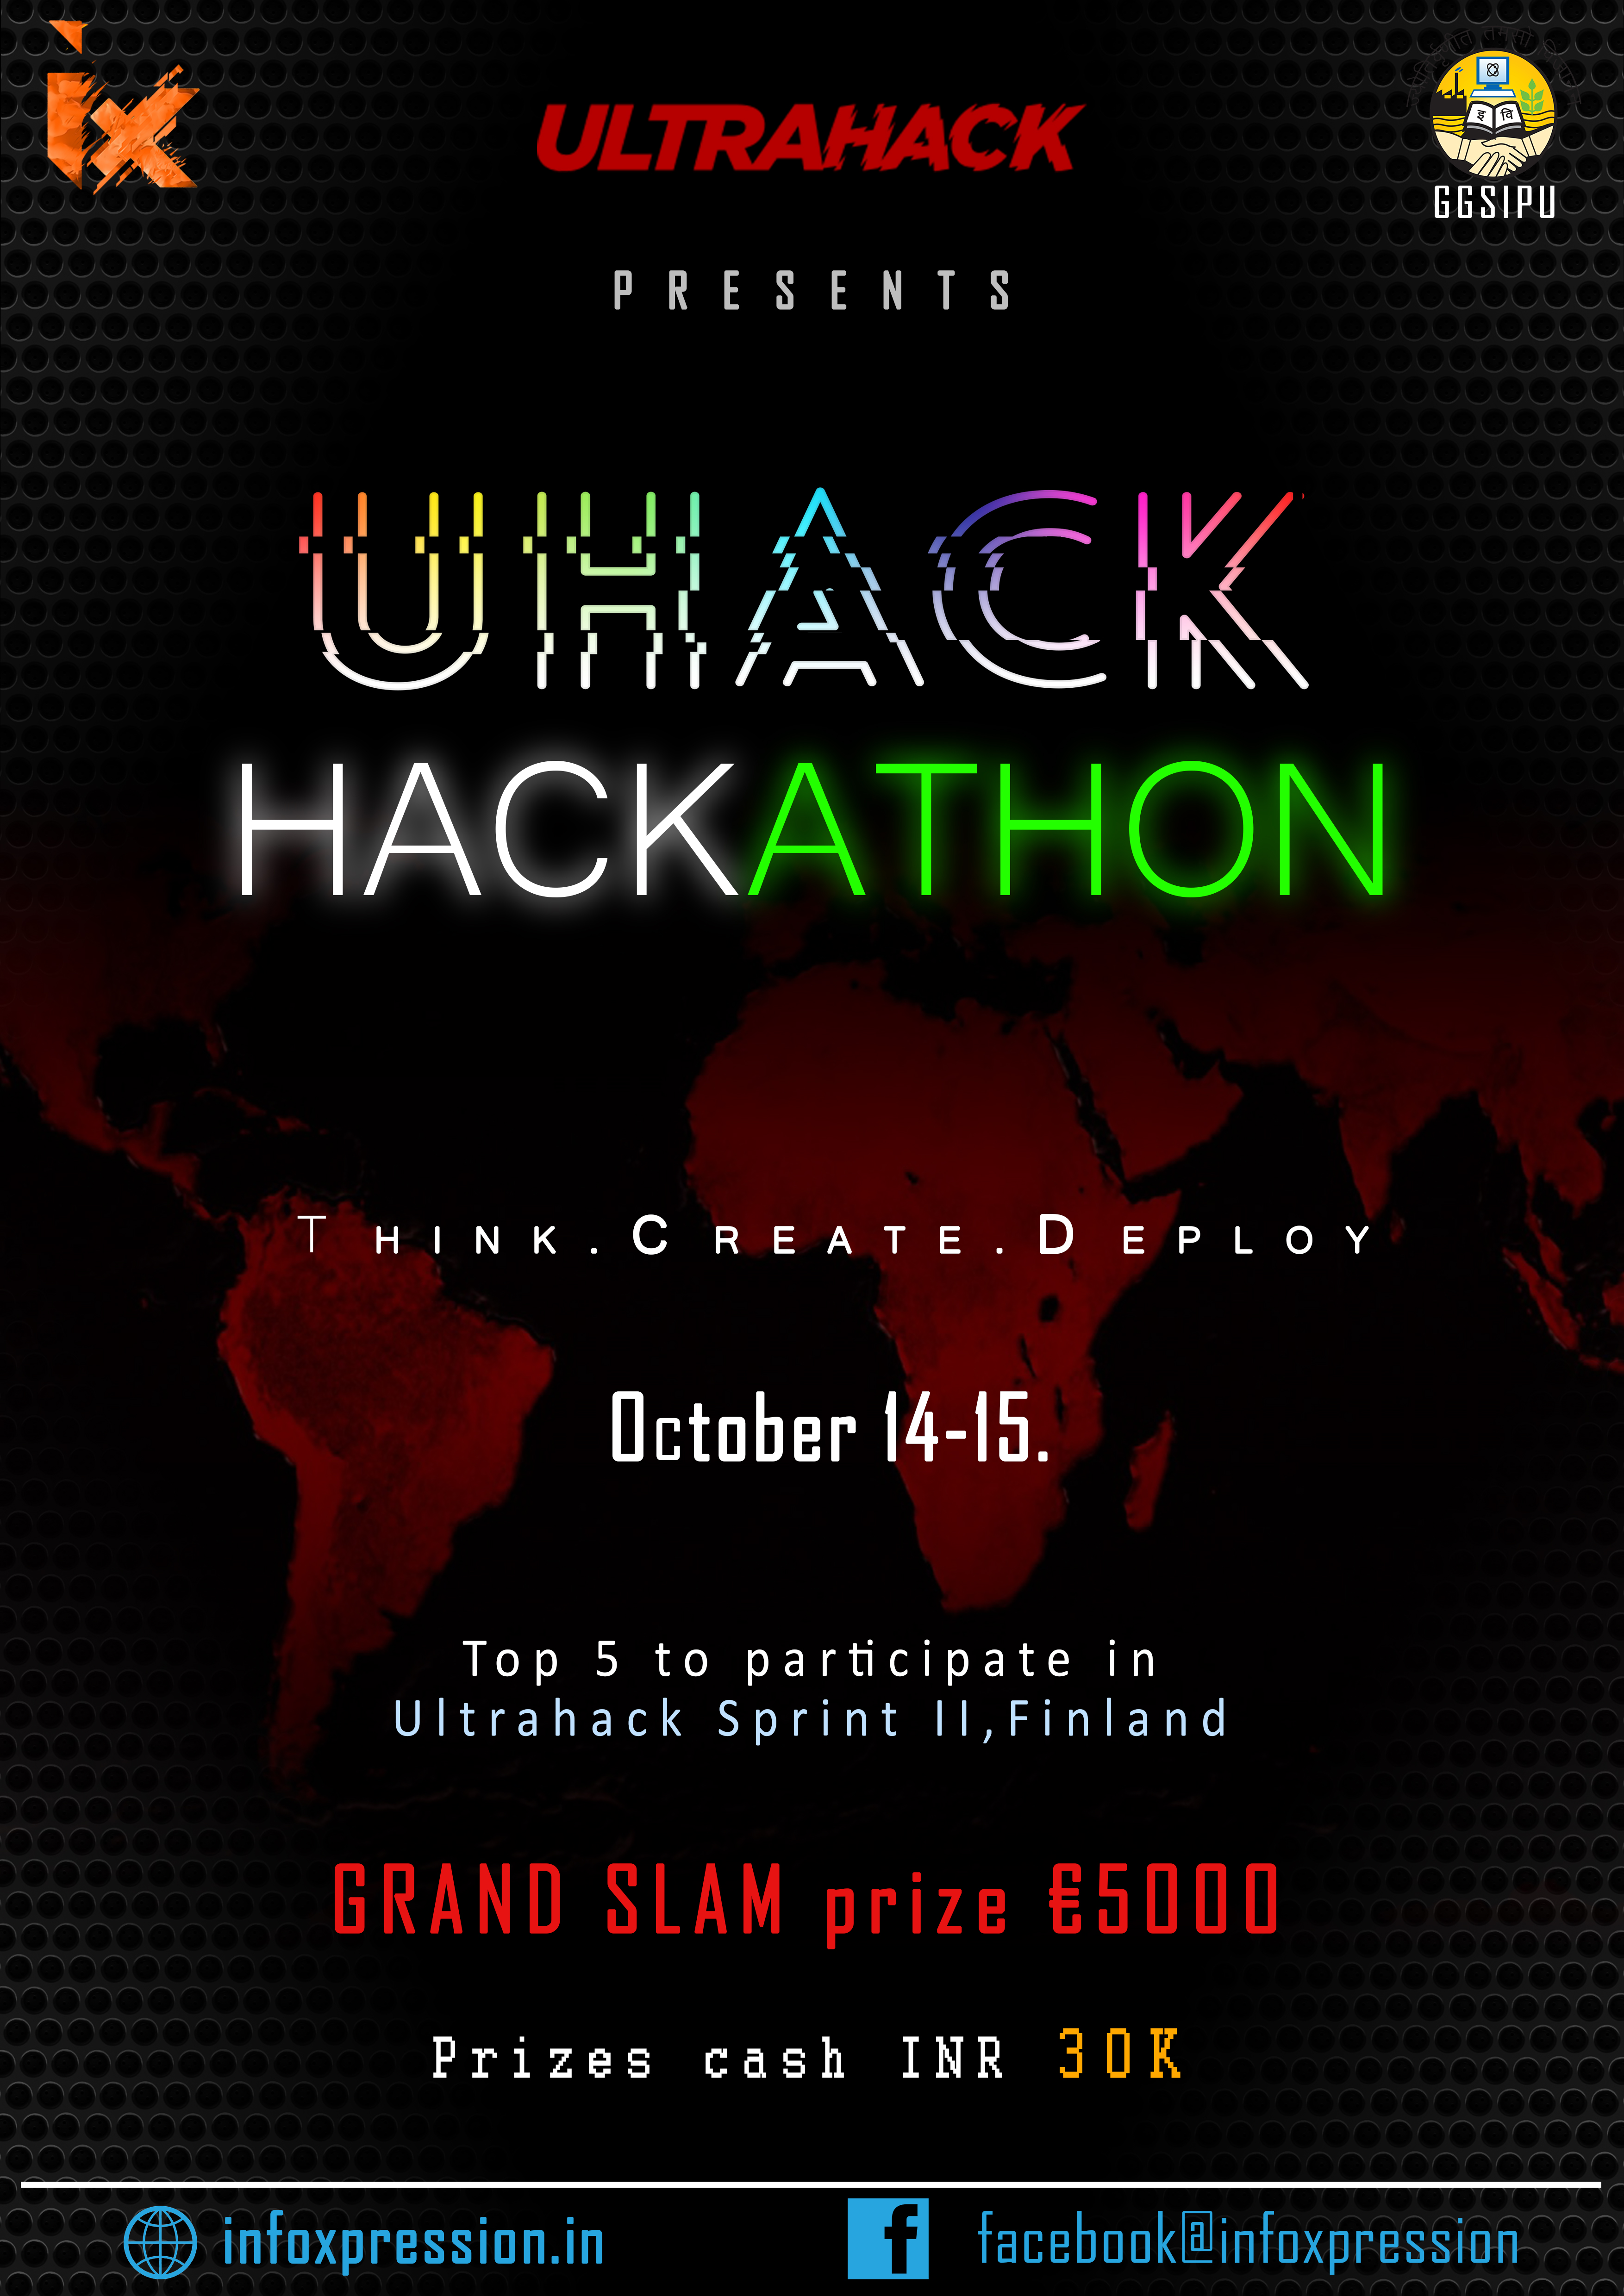 ix
ULTRAHACK
इ वि
GGSIPU
PRESENTS
UHACK
HACKATHON
THINK.CREATE.DEPLOY
October 14-15.
Top 5 to participate in
Ultrahack Sprint II,Finland
GRAND SLAM prize €5000
Prizes cash INR 30K
infoxpression.in
f facebook@infoxpression